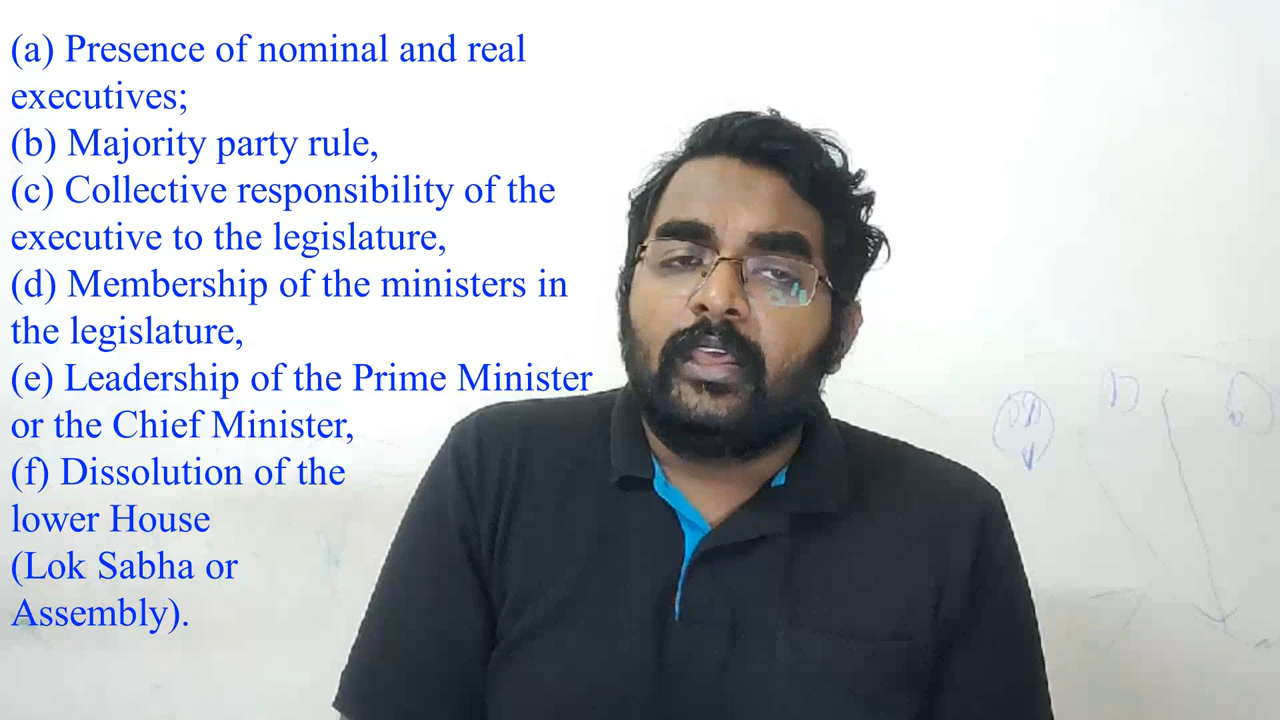 (a) Presence of nominal and real
executives;
(b) Majority party rule,
(c) Collective responsibility of the
executive to the legislature,
(d) Membership of the ministers in
the legislature,
(e) Leadership of the Prime Minister
or the Chief Minister,
(f) Dissolution of the
lower House
(Lok Sabha or
Assembly).